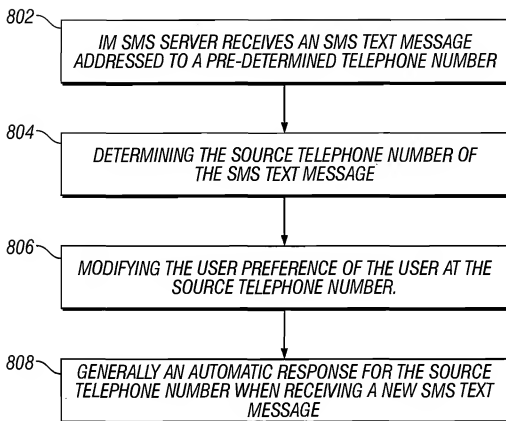 802
IM SMS SERVER RECEIVES AN SMS TEXT MESSAGE
ADDRESSED TO A PRE-DETERMINED TELEPHONE NUMBER
804
DETERMINING THE SOURCE TELEPHONE NUMBER OF
THE SMS TEXT MESSAGE
806
MODIFYING THE USER PREFERENCE OF THE USER AT THE
SOURCE TELEPHONE NUMBER.
808
GENERALLY AN AUTOMATIC RESPONSE FOR THE SOURCE
TELEPHONE NUMBER WHEN RECEIVING A NEW SMS TEXT
MESSAGE